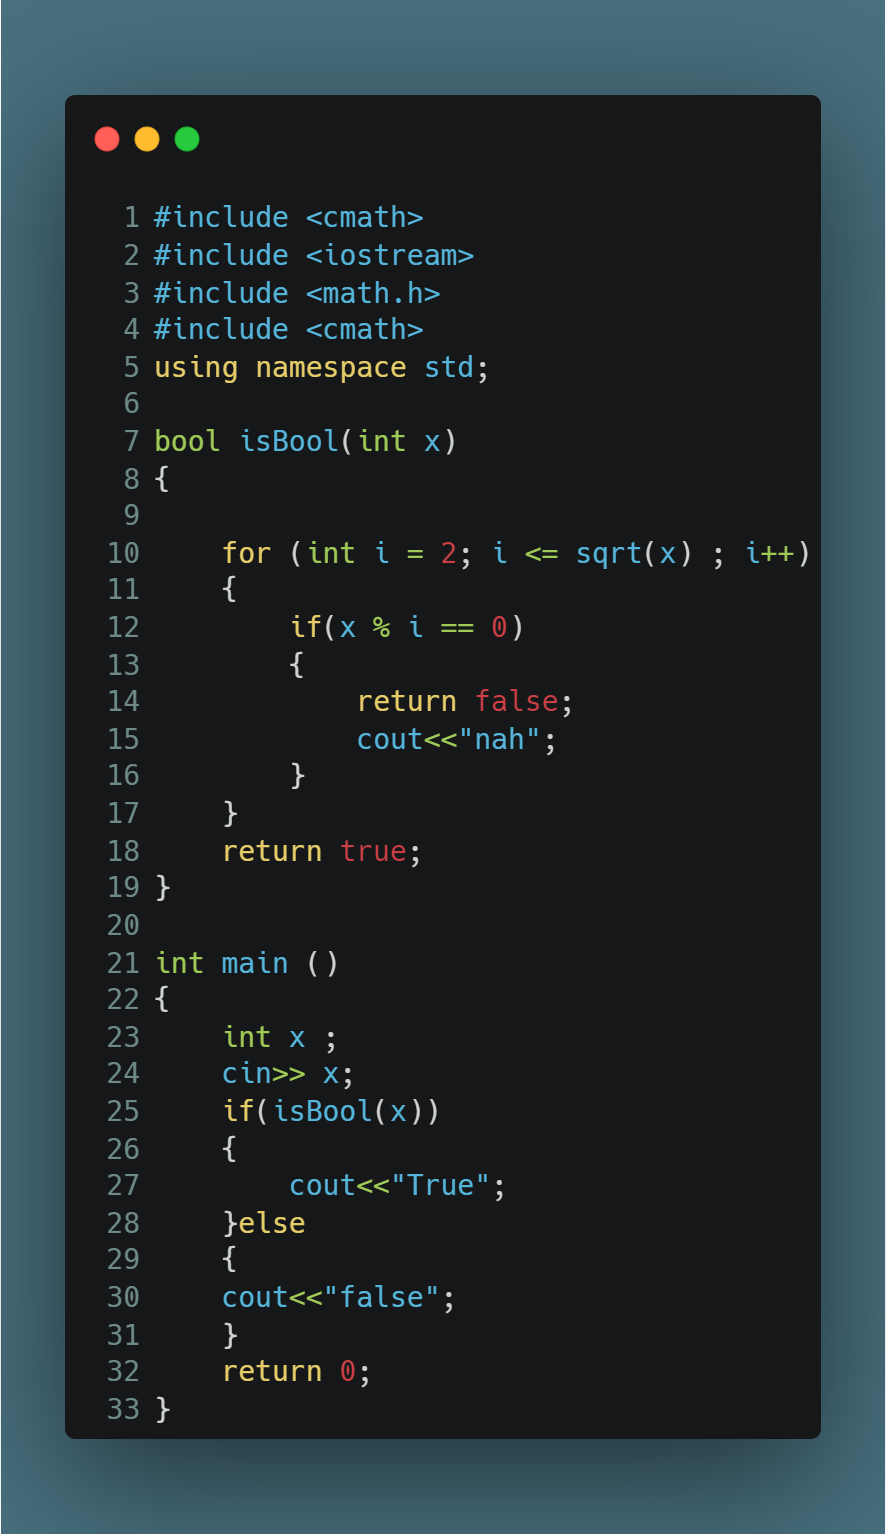 1 #include <cmath>
2 #include <iostream>
3 #include <math.h>
4 #include <cmath>
5 using namespace std;
6
7 bool isBool(int x)
8 {
9
10     for (int i = 2; i <= sqrt(x) ; i++)
11     {
12         if(x % i == 0)
13         {
14             return false;
15             cout<<"nah";
16         }
17     }
18     return true;
19 }
20
21 int main ()
22 {
23     int x ;
24     cin>> x;
25     if(isBool(x))
26     {
27         cout<<"True";
28     }else
29     {
30     cout<<"false";
31     }
32     return 0;
33 }